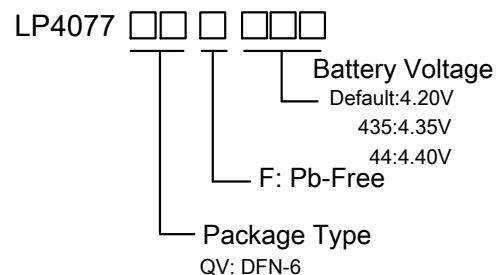 LP4077 □□ □ □□□
Battery Voltage
Default:4.20V
435:4.35V
44:4.40V
F: Pb-Free
Package Type
QV: DFN-6